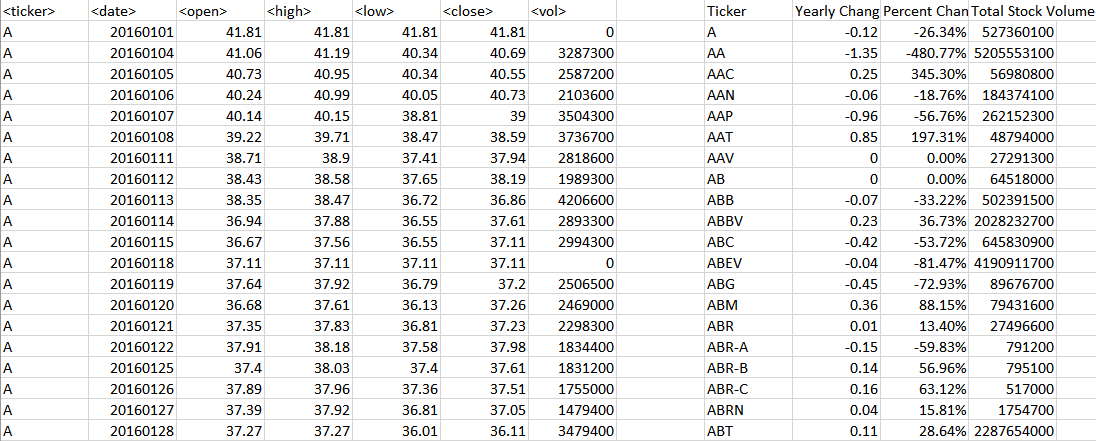 <ticker> <date> <open> <high> <low> <close> <vol> Ticker Yearly Chang Percent Chan Total Stock Volume
A 20160101 41.81 41.81 41.81 41.81 0 A -0.12 -26.34% 527360100
A 20160104 41.06 41.19 40.34 40.69 3287300 AA -1.35 -480.77% 5205553100
A 20160105 40.73 40.95 40.34 40.55 2587200 AAC 0.25 345.30% 56980800
A 20160106 40.24 40.99 40.05 40.73 2103600 AAN -0.06 -18.76% 184374100
A 20160107 40.14 40.15 38.81 39 3504300 AAP -0.96 -56.76% 262152300
A 20160108 39.22 39.71 38.47 38.59 3736700 AAT 0.85 197.31% 48794000
A 20160111 38.71 38.9 37.41 37.94 2818600 AAV 0 0.00% 27291300
A 20160112 38.43 38.58 37.65 38.19 1989300 AB 0 0.00% 64518000
A 20160113 38.35 38.47 36.72 36.86 4206600 ABB -0.07 -33.22% 502391500
A 20160114 36.94 37.88 36.55 37.61 2893300 ABBV 0.23 36.73% 2028232700
A 20160115 36.67 37.56 36.55 37.11 2994300 ABC -0.42 -53.72% 645830900
A 20160118 37.11 37.11 37.11 37.11 0 ABEV -0.04 -81.47% 4190911700
A 20160119 37.64 37.92 36.79 37.2 2506500 ABG -0.45 -72.93% 89676700
A 20160120 36.68 37.61 36.13 37.26 2469000 ABM 0.36 88.15% 79431600
A 20160121 37.35 37.83 36.81 37.23 2298300 ABR 0.01 13.40% 27496600
A 20160122 37.91 38.18 37.58 37.98 1834400 ABR-A -0.15 -59.83% 791200
A 20160125 37.4 38.03 37.4 37.61 1831200 ABR-B 0.14 56.96% 795100
A 20160126 37.89 37.96 37.36 37.51 1755000 ABR-C 0.16 63.12% 517000
A 20160127 37.39 37.92 36.81 37.05 1479400 ABRN 0.04 15.81% 1754700
A 20160128 37.27 37.27 36.01 36.11 3479400 ABT 0.11 28.64% 2287654000